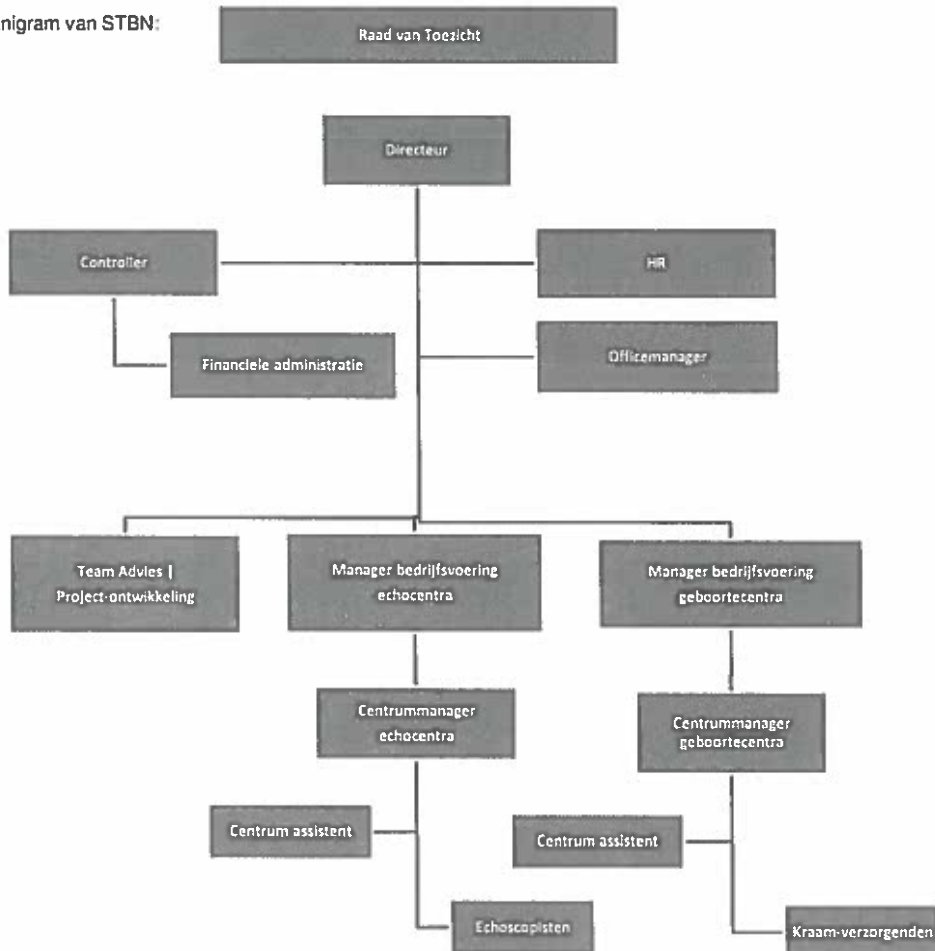 nigram van STBN:
Raad van Toezicht
Directeur
Controller
HR
Financiele administratie
Officemanager
Team Advies |
Project-ontwikkeling
Manager bedrijfsvoering
echocentra
Manager bedrijfsvoering
geboortecentra
Centrummanager
echocentra
Centrummanager
geboortecentra
Centrum assistent
Centrum assistent
Echoscopisten
Kraam-verzorgenden